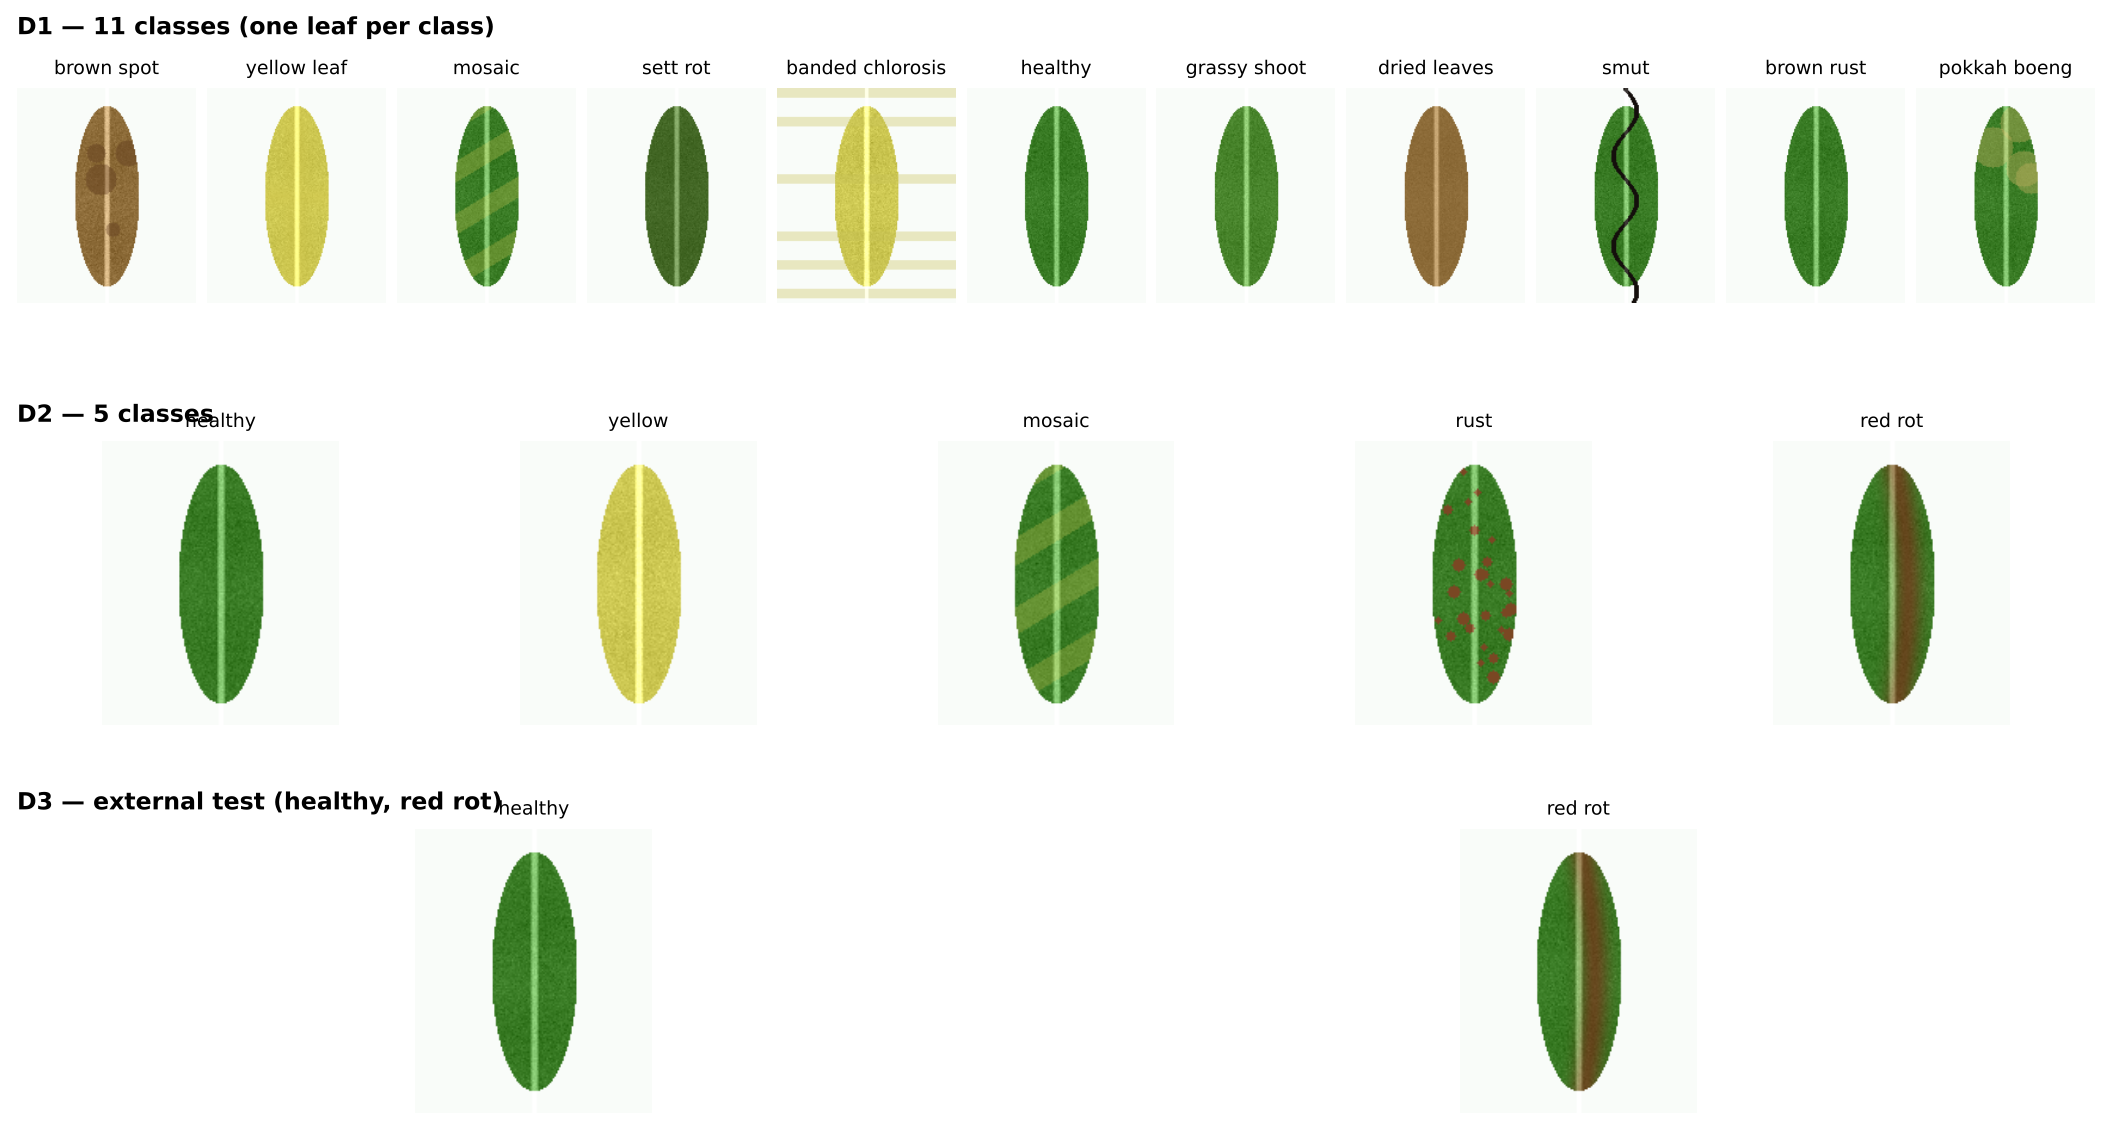 D1 — 11 classes (one leaf per class)
brown spot yellow leaf mosaic sett rot banded chlorosis healthy grassy shoot dried leaves smut brown rust pokkah boeng
D2 — 5 classes
healthy yellow mosaic rust red rot
D3 — external test (healthy, red rot)
healthy red rot